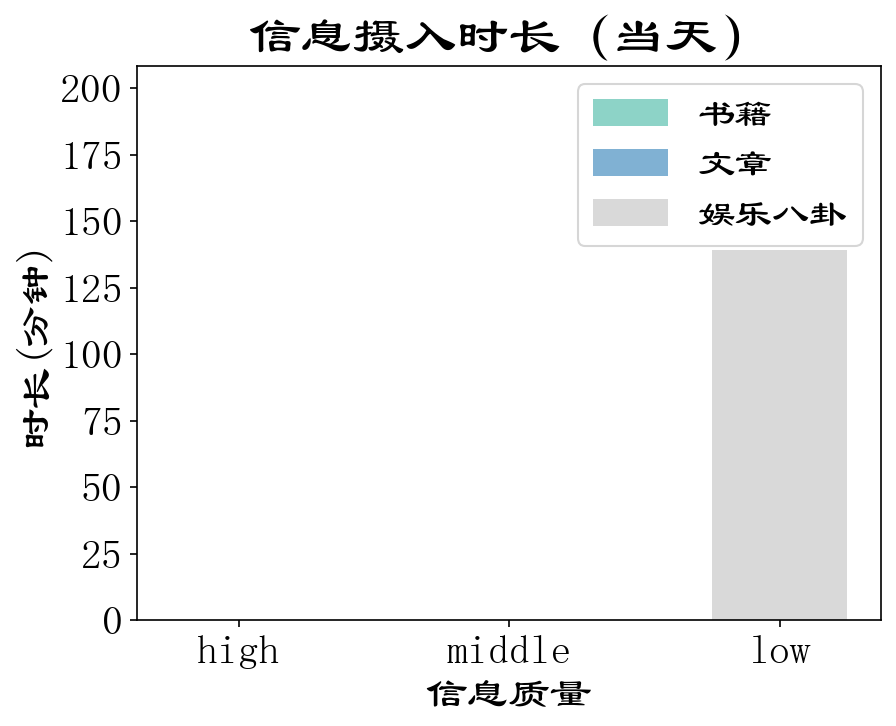 信息摄入时长 (当天)
200
175
150
125
100
75
50
25
0
时长(分钟)
书籍
文章
娱乐八卦
high
middle
low
信息质量